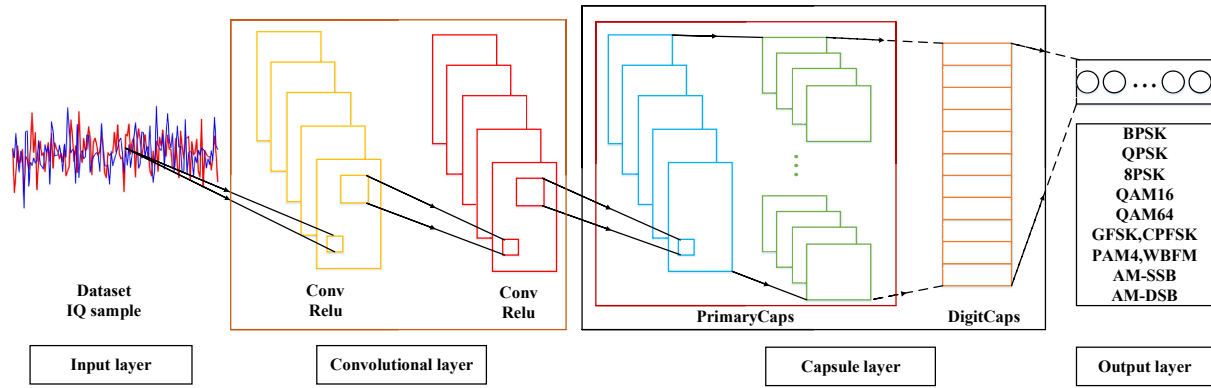 Dataset
IQ sample
Input layer
Conv
Relu
Conv
Relu
Convolutional layer
PrimaryCaps
DigitCaps
Capsule layer
BPSK
QPSK
8PSK
QAM16
QAM64
GFSK,CPFSK
PAM4,WBFM
AM-SSB
AM-DSB
Output layer